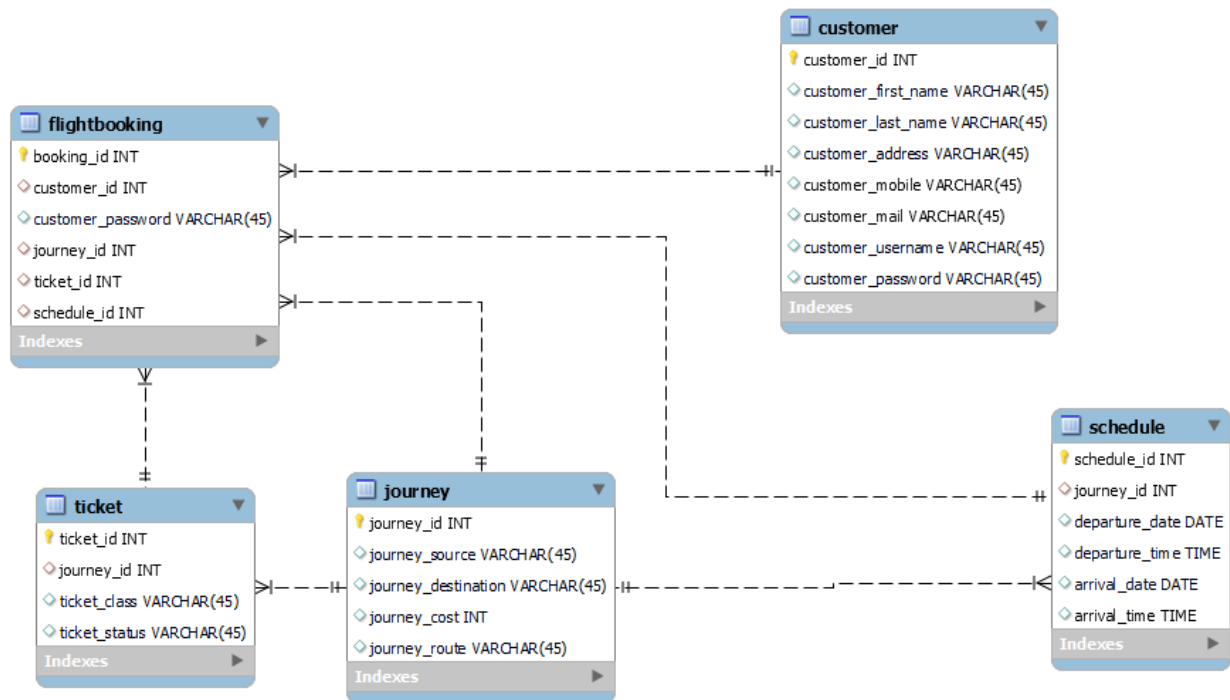 customer
customer_id INT
customer_first_name VARCHAR(45)
customer_last_name VARCHAR(45)
customer_address VARCHAR(45)
customer_mobile VARCHAR(45)
customer_mail VARCHAR(45)
customer_username VARCHAR(45)
customer_password VARCHAR(45)
Indexes
flightbooking
booking_id INT
customer_id INT
customer_password VARCHAR(45)
journey_id INT
ticket_id INT
schedule_id INT
Indexes
ticket
ticket_id INT
journey_id INT
ticket_class VARCHAR(45)
ticket_status VARCHAR(45)
Indexes
journey
journey_id INT
journey_source VARCHAR(45)
journey_destination VARCHAR(45)
journey_cost INT
journey_route VARCHAR(45)
Indexes
schedule
schedule_id INT
journey_id INT
departure_date DATE
departure_time TIME
arrival_date DATE
arrival_time TIME
Indexes